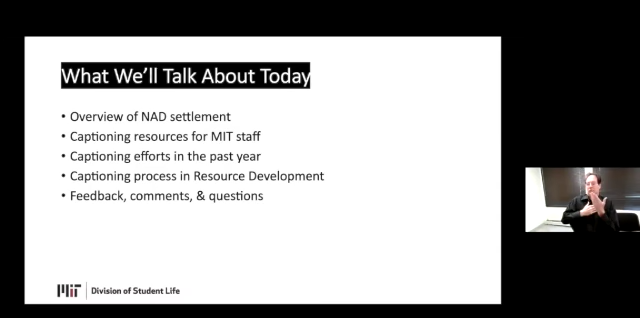 What We'll Talk About Today
• Overview of NAD settlement
• Captioning resources for MIT staff
• Captioning efforts in the past year
• Captioning process in Resource Development
• Feedback, comments, & questions
MIT Division of Student Life